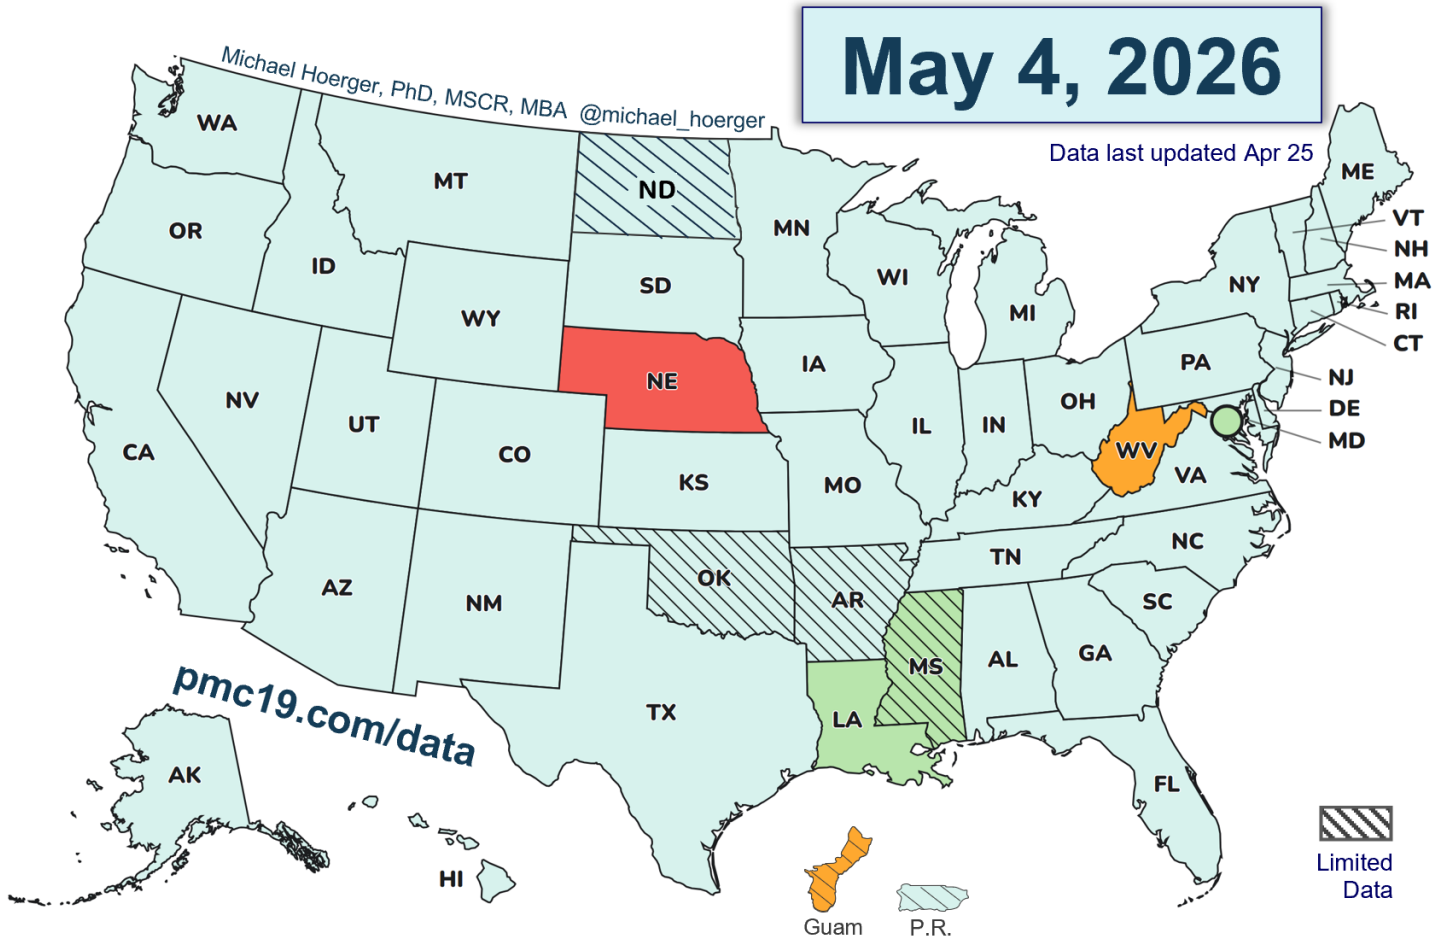 May 4, 2026
Michael Hoerger, PhD, MSCR, MBA @michael_hoerger
Data last updated Apr 25
WA
MT
ND
MN
ME
VT
NH
MA
RI
CT
OR
ID
SD
WI
MI
NY
WY
NE
IA
PA
NJ
DE
MD
NV
UT
CO
KS
MO
IL
IN
OH
WV
VA
CA
KY
AZ
NM
OK
AR
TN
NC
SC
MS
AL
GA
TX
LA
FL
pmc19.com/data
AK
HI
Guam
P.R.
Limited
Data